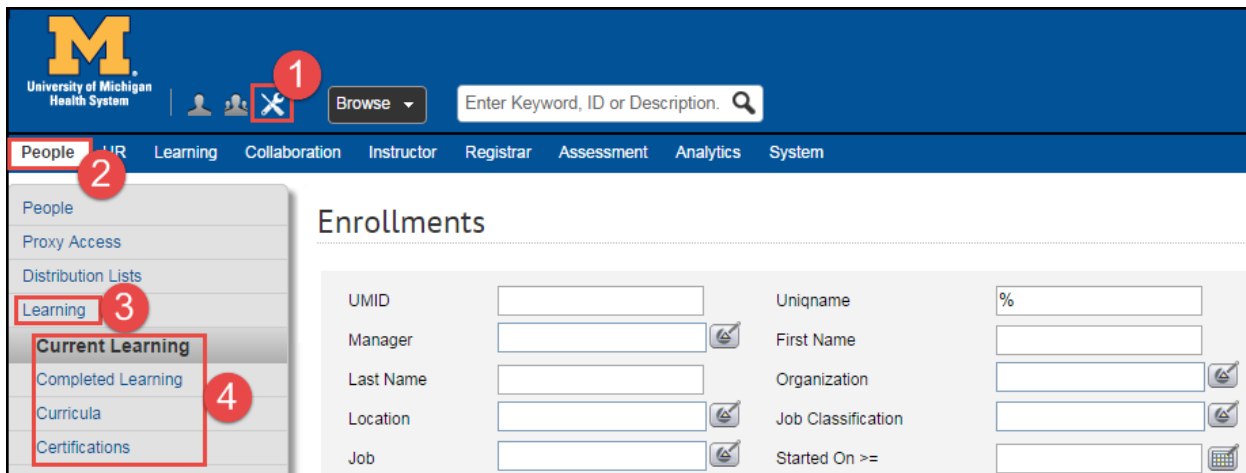 M
University of Michigan
Health System
1
Browse
Enter Keyword, ID or Description.
People HR Learning Collaboration Instructor Registrar Assessment Analytics System
2
People
Proxy Access
Distribution Lists
Learning 3
Current Learning
Completed Learning
Curricula
Certifications
4
Enrollments
UMID Uniqname %
Manager First Name
Last Name Organization
Location Job Classification
Job Started On >=